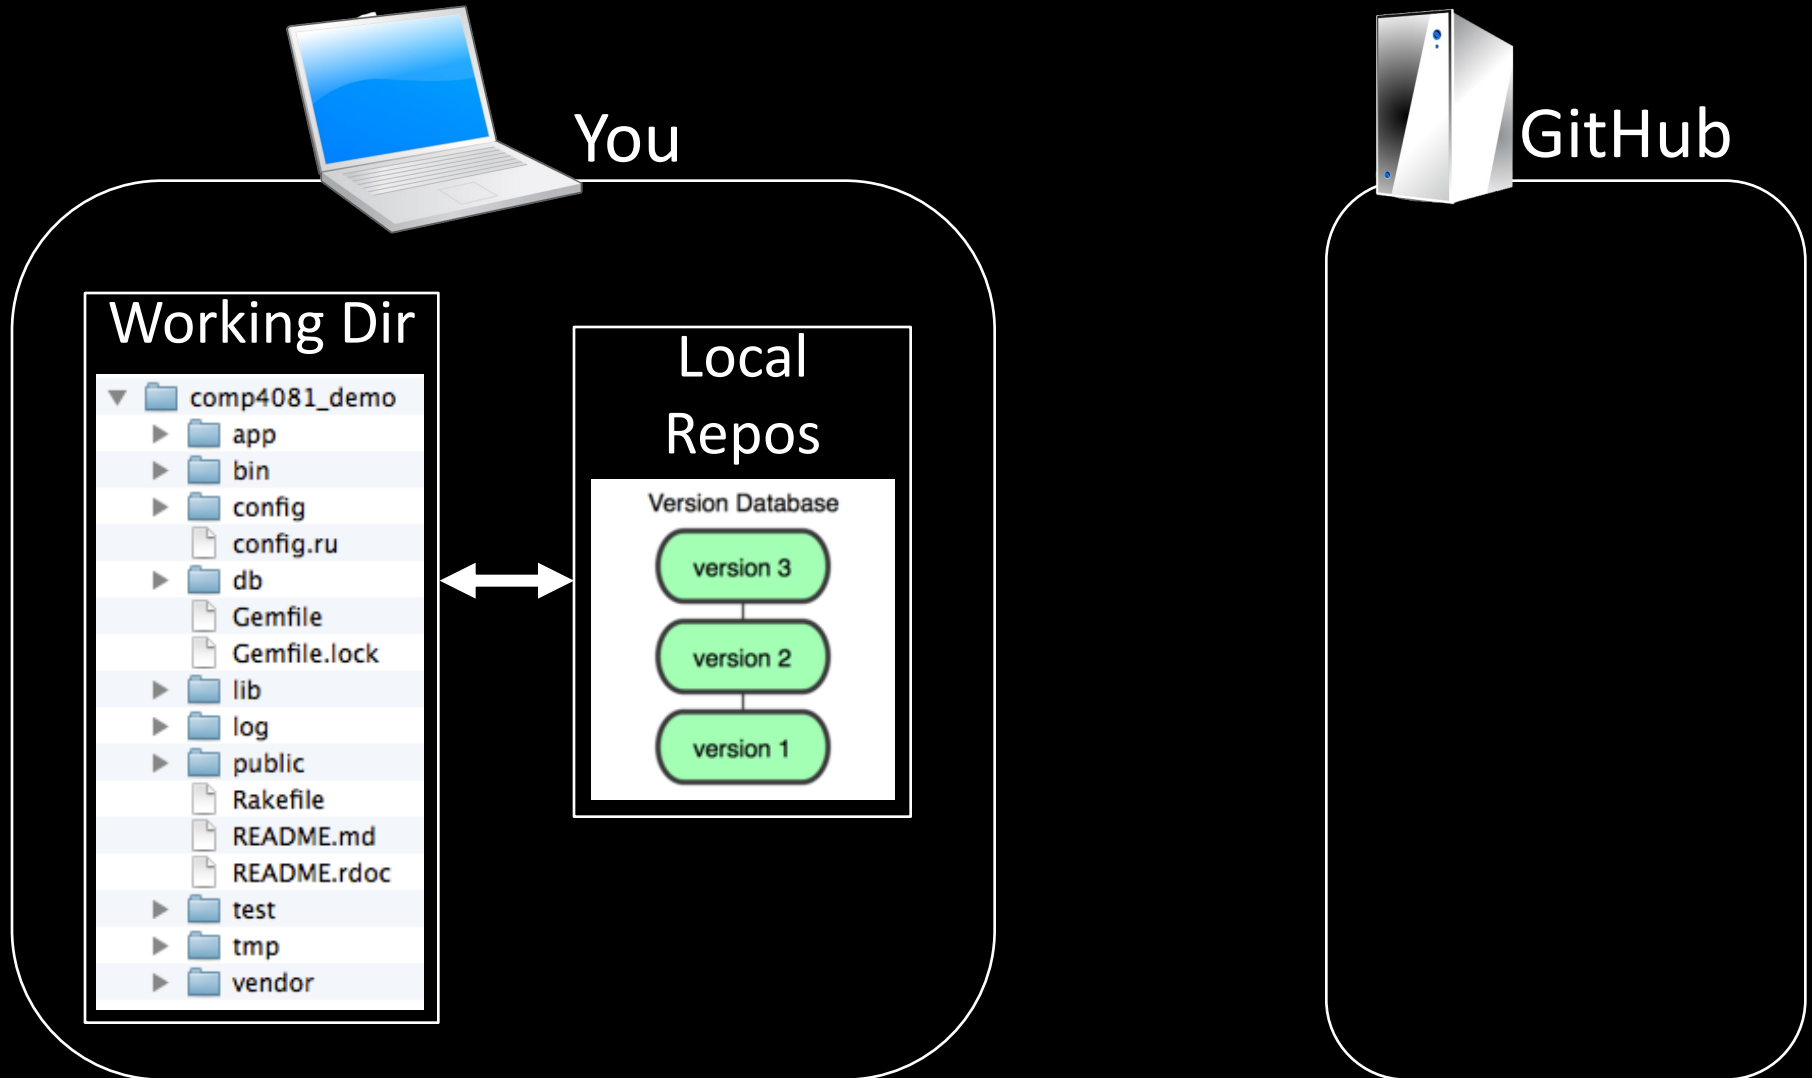 You
GitHub
Working Dir
comp4081_demo
app
bin
config
config.ru
db
Gemfile
Gemfile.lock
lib
log
public
Rakefile
README.md
README.rdoc
test
tmp
vendor
Local
Repos
Version Database
version 3
version 2
version 1